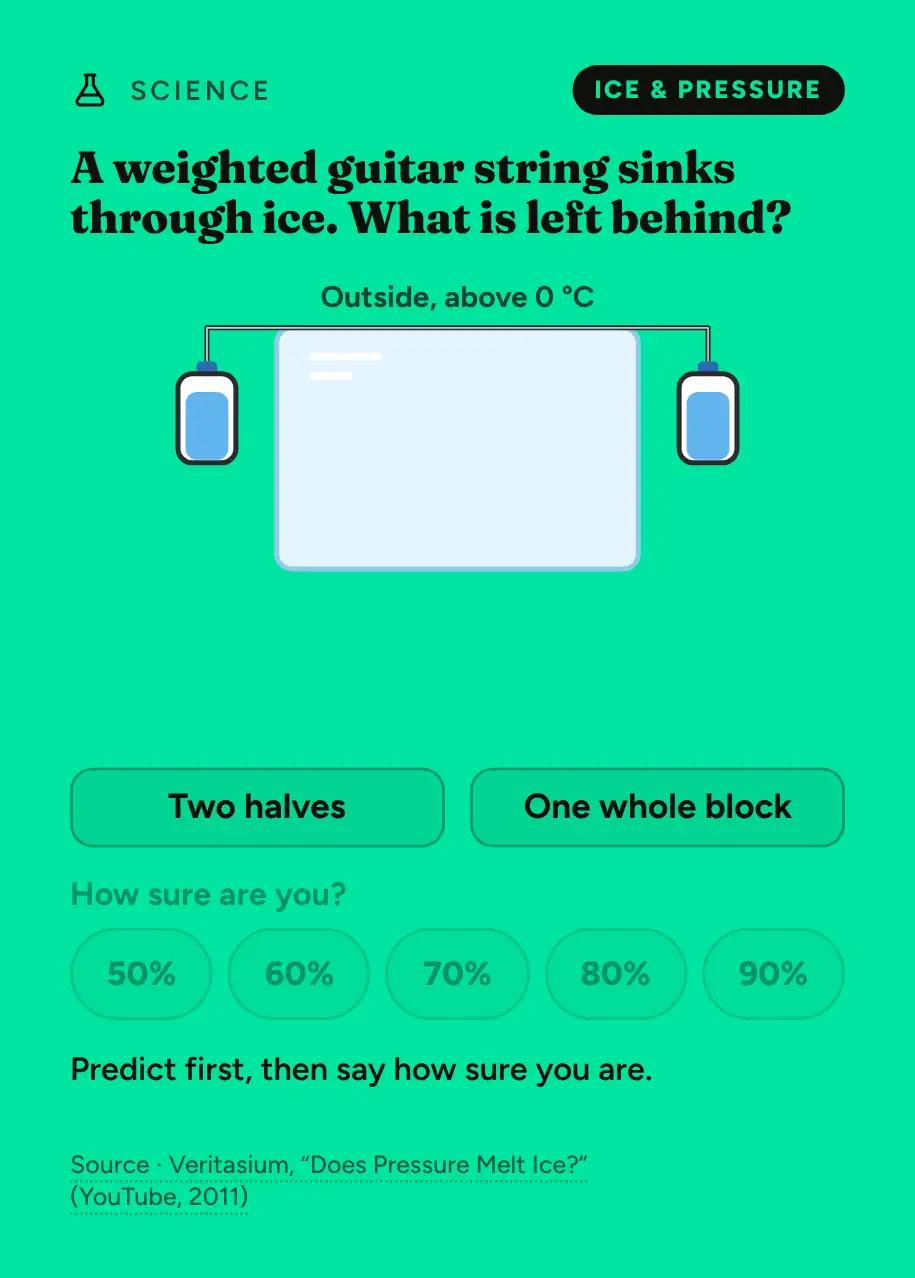 SCIENCE
ICE & PRESSURE
A weighted guitar string sinks
through ice. What is left behind?
Outside, above 0 °C
Two halves
One whole block
How sure are you?
50%
60%
70%
80%
90%
Predict first, then say how sure you are.
Source · Veritasium, “Does Pressure Melt Ice?”
(YouTube, 2011)